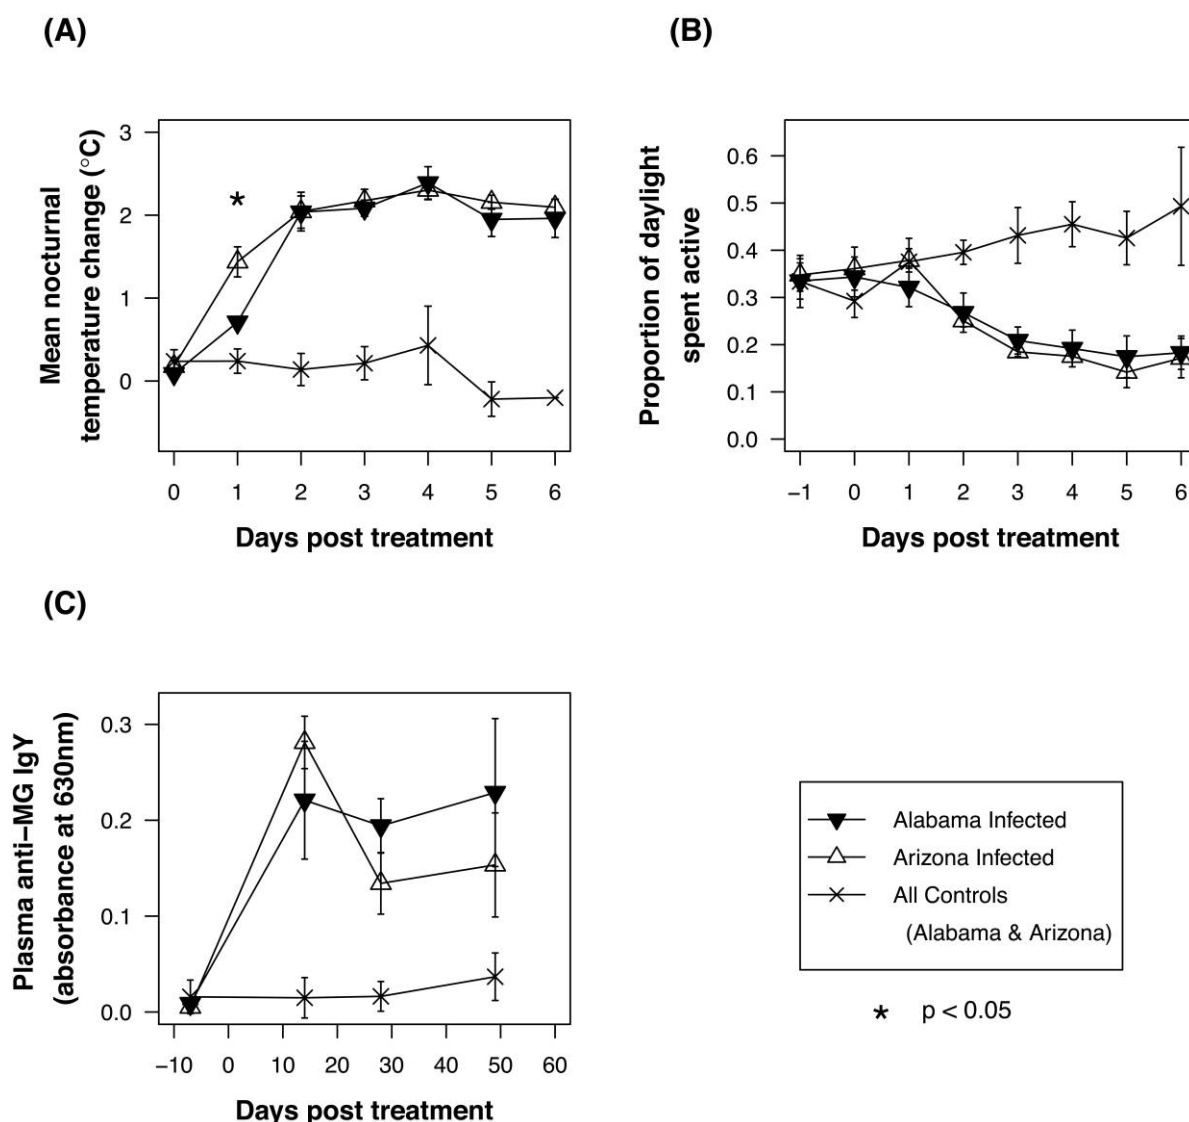 (A)
Mean nocturnal
temperature change (°C)
3
2
1
0
*
0 1 2 3 4 5 6
Days post treatment
(B)
Proportion of daylight
spent active
0.6
0.5
0.4
0.3
0.2
0.1
0.0
−1 0 1 2 3 4 5 6
Days post treatment
(C)
Plasma anti−MG IgY
(absorbance at 630nm)
0.3
0.2
0.1
0.0
−10 0 10 20 30 40 50 60
Days post treatment
Alabama Infected
Arizona Infected
All Controls
(Alabama & Arizona)
* p < 0.05